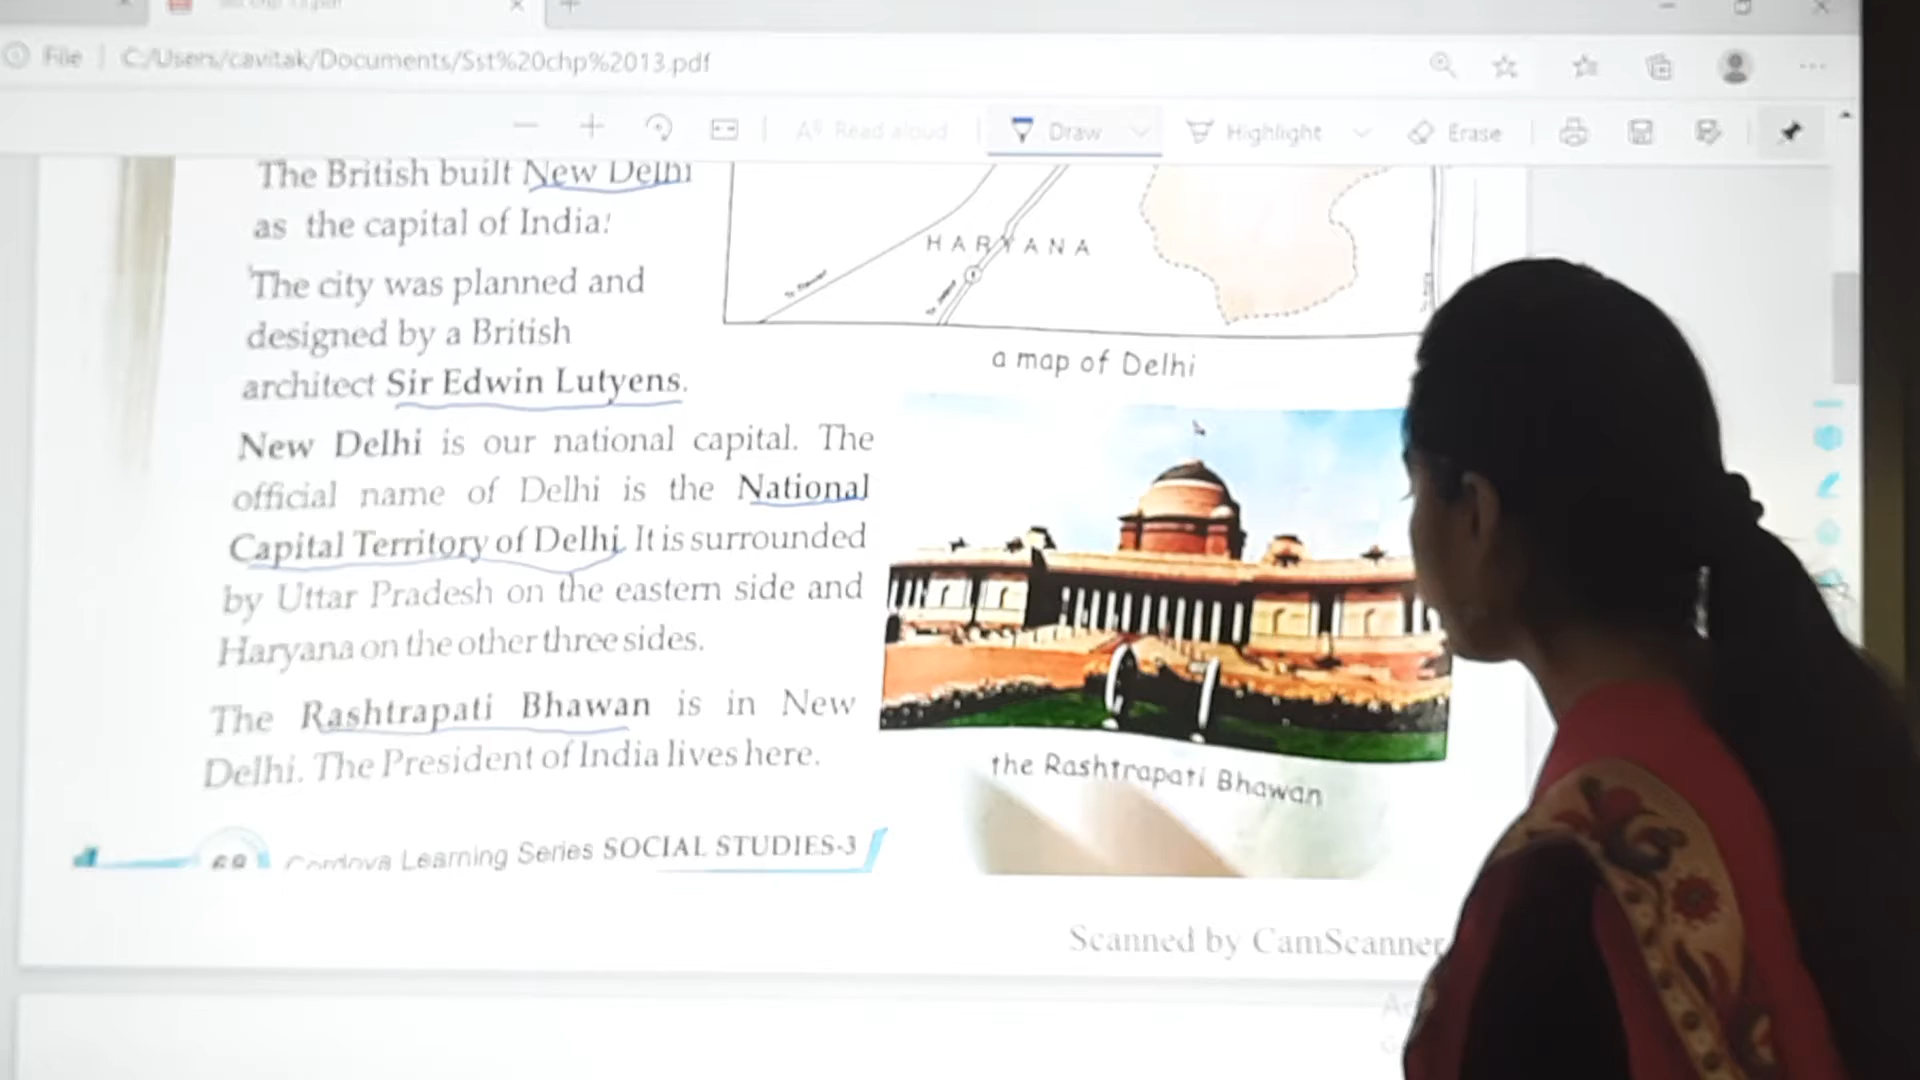 File | C:/Users/cavitak/Documents/Sst%20chp%2013.pdf
Read aloud
Draw
Highlight
Erase
The British built New Delhi
as the capital of India.
The city was planned and
designed by a British
architect Sir Edwin Lutyens.
New Delhi is our national capital. The
official name of Delhi is the National
Capital Territory of Delhi. It is surrounded
by Uttar Pradesh on the eastern side and
Haryana on the other three sides.
The Rashtrapati Bhawan is in New
Delhi. The President of India lives here.
HARYANA
a map of Delhi
the Rashtrapati Bhawan
Cordova Learning Series SOCIAL STUDIES-3
Scanned by CamScanner